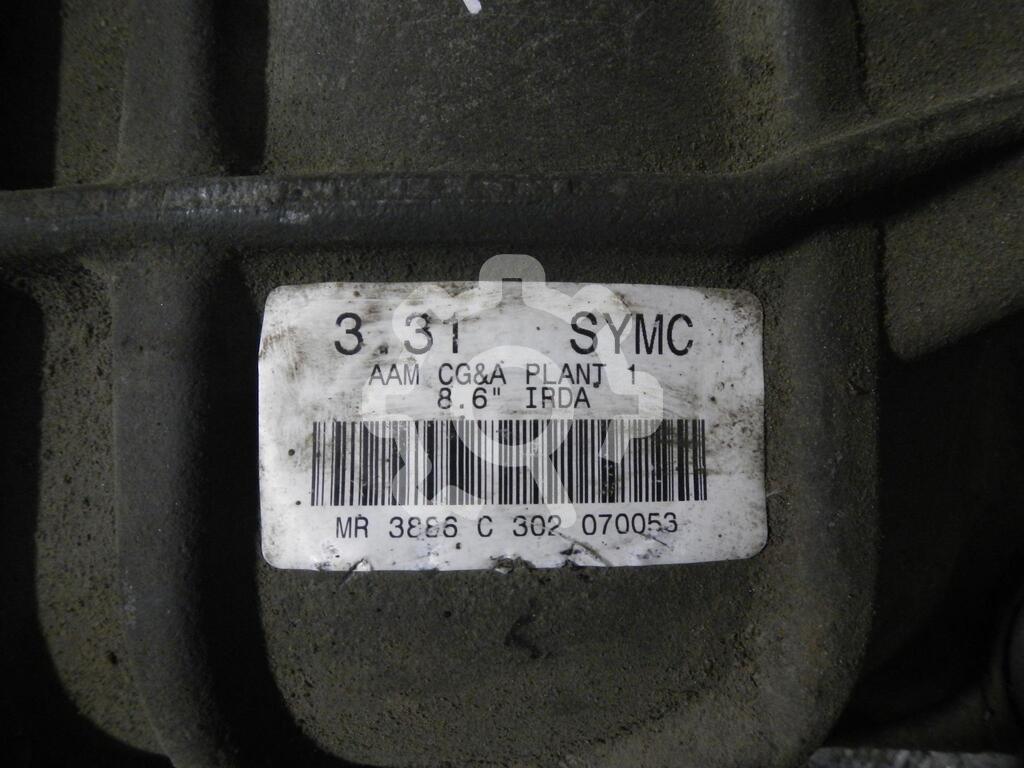 3.31 SYMC
AAM CG&A PLANT 1
8.6" IRDA
MR 3886 C 302 070053